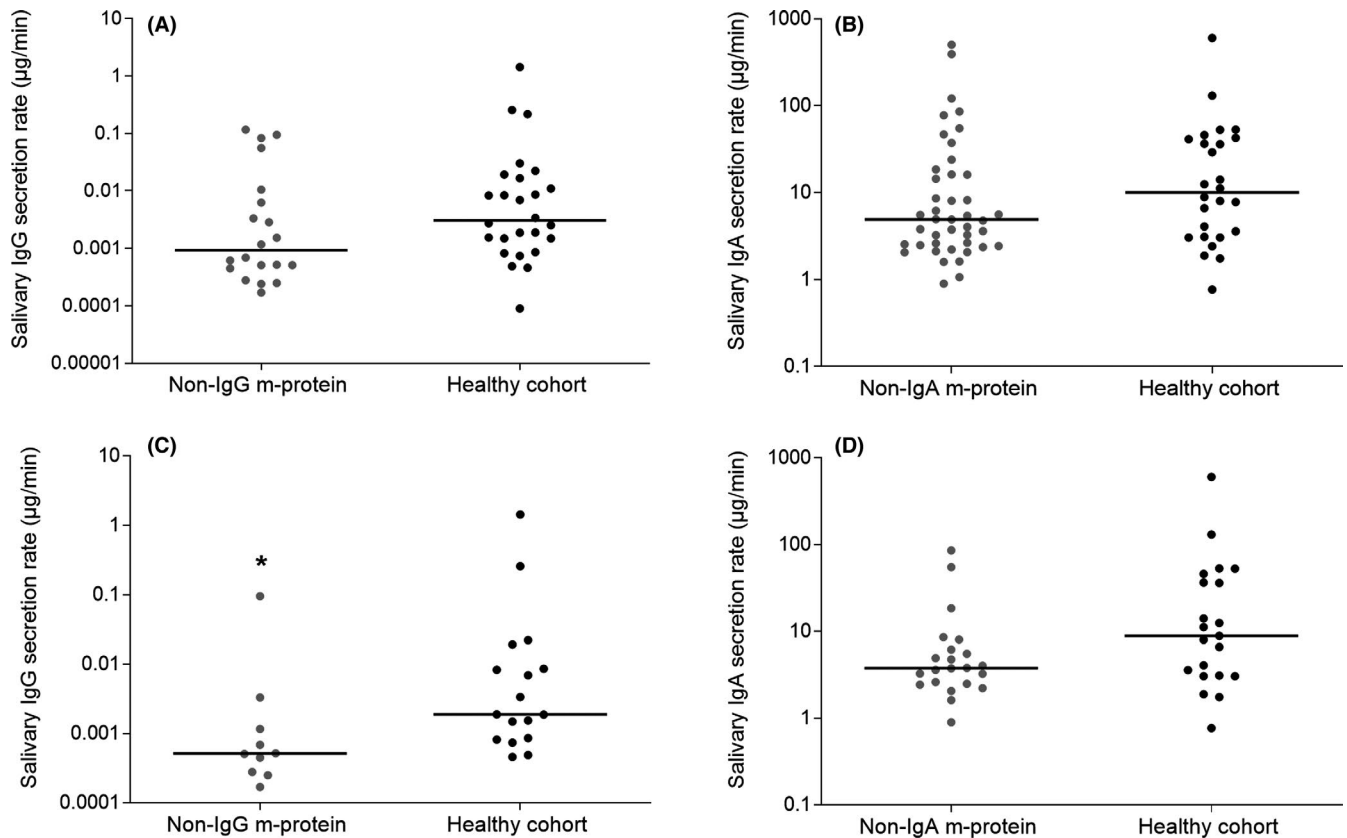 (A)
Salivary IgG secretion rate (µg/min)
10
1
0.1
0.01
0.001
0.0001
0.00001
Non-IgG m-protein
Healthy cohort
(B)
Salivary IgA secretion rate (µg/min)
1000
100
10
1
0.1
Non-IgA m-protein
Healthy cohort
(C)
Salivary IgG secretion rate (µg/min)
10
1
0.1
0.01
0.001
0.0001
*
Non-IgG m-protein
Healthy cohort
(D)
Salivary IgA secretion rate (µg/min)
1000
100
10
1
0.1
Non-IgA m-protein
Healthy cohort